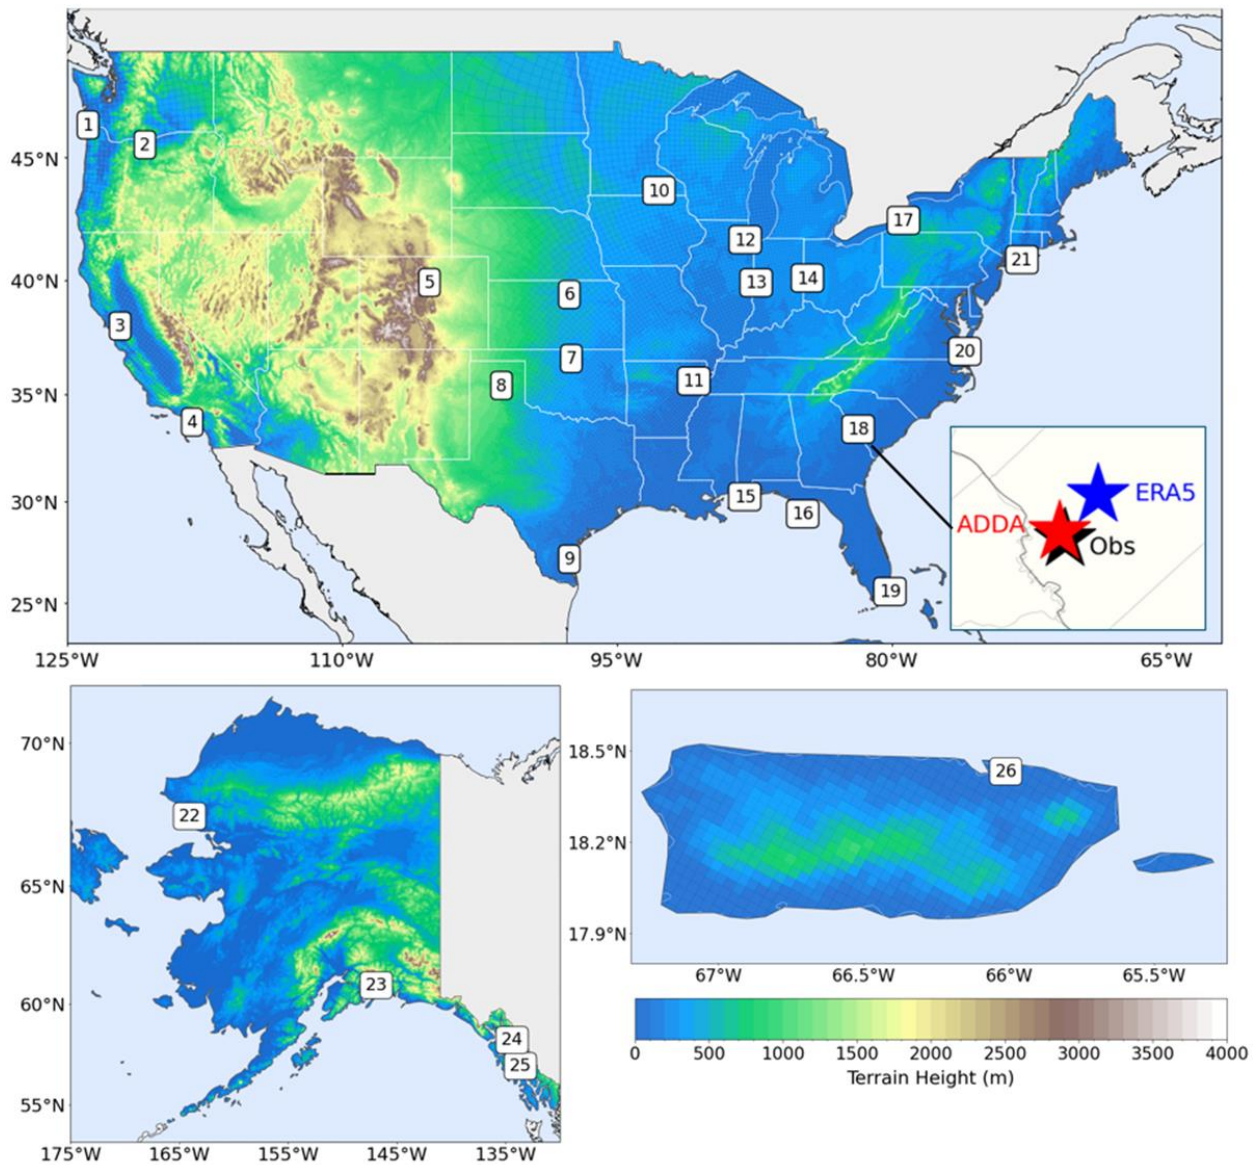 1
2
45°N
10
17
12
21
5
13
14
40°N
6
3
20
7
11
8
35°N
4
18
ERA5
15
30°N
16
ADDA
Obs
9
19
25°N
125°W 110°W 95°W 80°W 65°W
70°N
22
65°N
23
60°N
24
25
55°N
175°W 165°W 155°W 145°W 135°W
18.5°N
26
18.2°N
17.9°N
67°W 66.5°W 66°W 65.5°W
0 500 1000 1500 2000 2500 3000 3500 4000
Terrain Height (m)